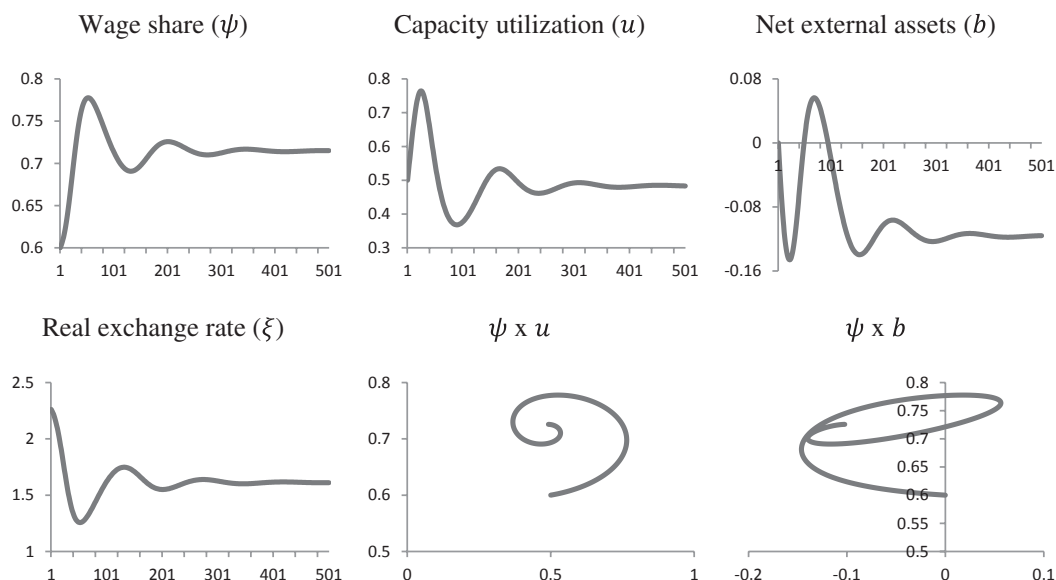 Wage share (ψ)
Capacity utilization (u)
Net external assets (b)
0.8
0.75
0.7
0.65
0.6
1 101 201 301 401 501
0.8
0.7
0.6
0.5
0.4
0.3
1 101 201 301 401 501
0.08
0
-0.08
-0.16
1 101 201 301 401 501
Real exchange rate (ξ)
ψ x u
ψ x b
2.5
2
1.5
1
1 101 201 301 401 501
0.8
0.7
0.6
0.5
0 0.5 1
0.8
0.75
0.7
0.65
0.6
0.55
0.5
-0.2 -0.1 0 0.1